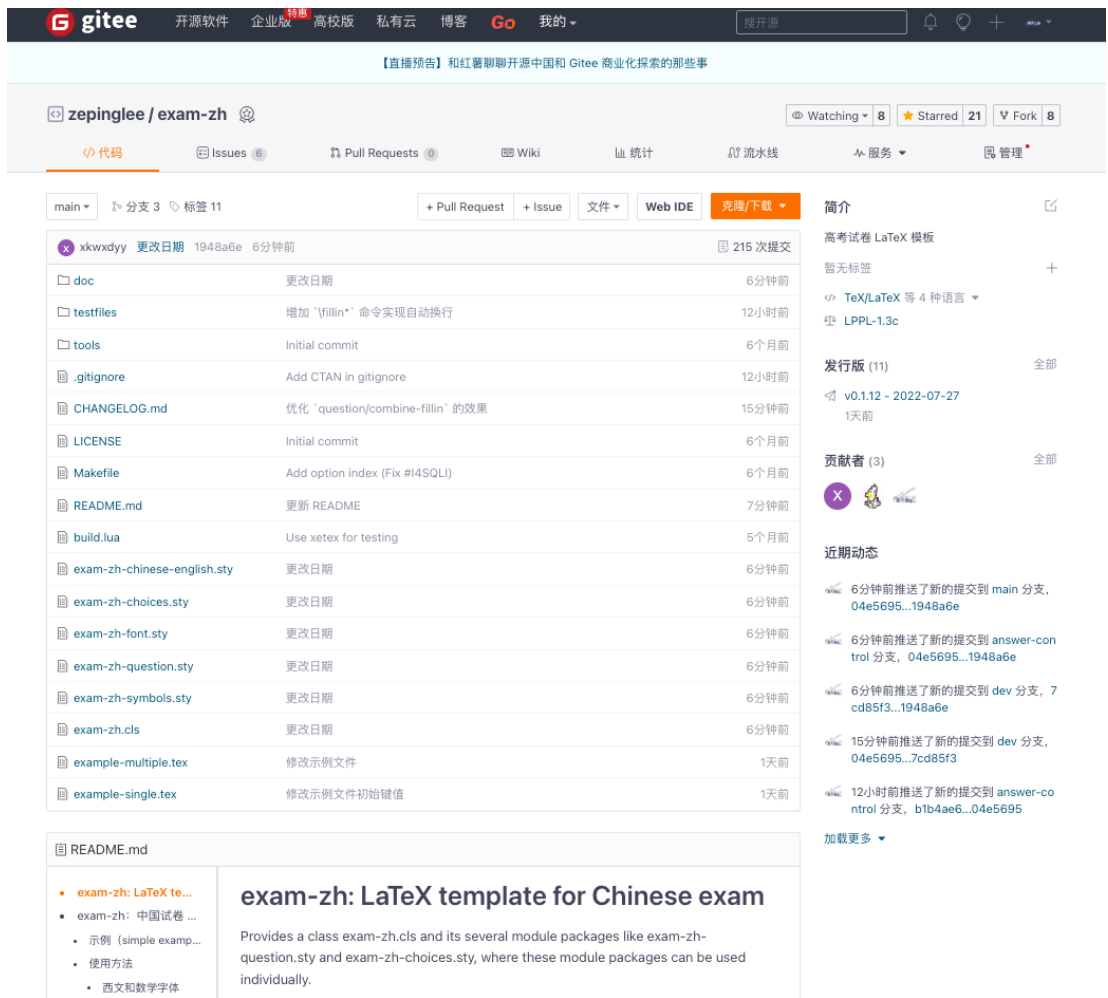 gitee 开源软件 企业版 特惠 高校版 私有云 博客 Go 我的 搜开源
【直播预告】和红薯聊聊开源中国和 Gitee 商业化探索的那些事
zepinglee / exam-zh Watching 8 Starred 21 Fork 8
代码 Issues 6 Pull Requests 0 Wiki 统计 流水线 服务 管理
main 分支 3 标签 11 + Pull Request + Issue 文件 Web IDE 克隆/下载
X xkwxdyy 更改日期 1948a6e 6分钟前 215 次提交
doc 更改日期 6分钟前
testfiles 增加 `\fillin*` 命令实现自动换行 12小时前
tools Initial commit 6个月前
.gitignore Add CTAN in gitignore 12小时前
CHANGELOG.md 优化 `question/combine-fillin` 的效果 15分钟前
LICENSE Initial commit 6个月前
Makefile Add option index (Fix #I4SQLI) 6个月前
README.md 更新 README 7分钟前
build.lua Use xetex for testing 5个月前
exam-zh-chinese-english.sty 更改日期 6分钟前
exam-zh-choices.sty 更改日期 6分钟前
exam-zh-font.sty 更改日期 6分钟前
exam-zh-question.sty 更改日期 6分钟前
exam-zh-symbols.sty 更改日期 6分钟前
exam-zh.cls 更改日期 6分钟前
example-multiple.tex 修改示例文件 1天前
example-single.tex 修改示例文件初始键值 1天前
简介
高考试卷 LaTeX 模板
暂无标签
TeX/LaTeX 等 4 种语言
LPPL-1.3c
发行版 (11) 全部
v0.1.12 - 2022-07-27
1天前
贡献者 (3) 全部
X
近期动态
6分钟前推送了新的提交到 main 分支，
04e5695...1948a6e
6分钟前推送了新的提交到 answer-con
trol 分支，04e5695...1948a6e
6分钟前推送了新的提交到 dev 分支，7
cd85f3...1948a6e
15分钟前推送了新的提交到 dev 分支，
04e5695...7cd85f3
12小时前推送了新的提交到 answer-co
ntrol 分支，b1b4ae6...04e5695
加载更多
README.md
exam-zh: LaTeX te...
exam-zh：中国试卷 ...
示例（simple examp...
使用方法
西文和数学字体
exam-zh: LaTeX template for Chinese exam
Provides a class exam-zh.cls and its several module packages like exam-zh-
question.sty and exam-zh-choices.sty, where these module packages can be used
individually.